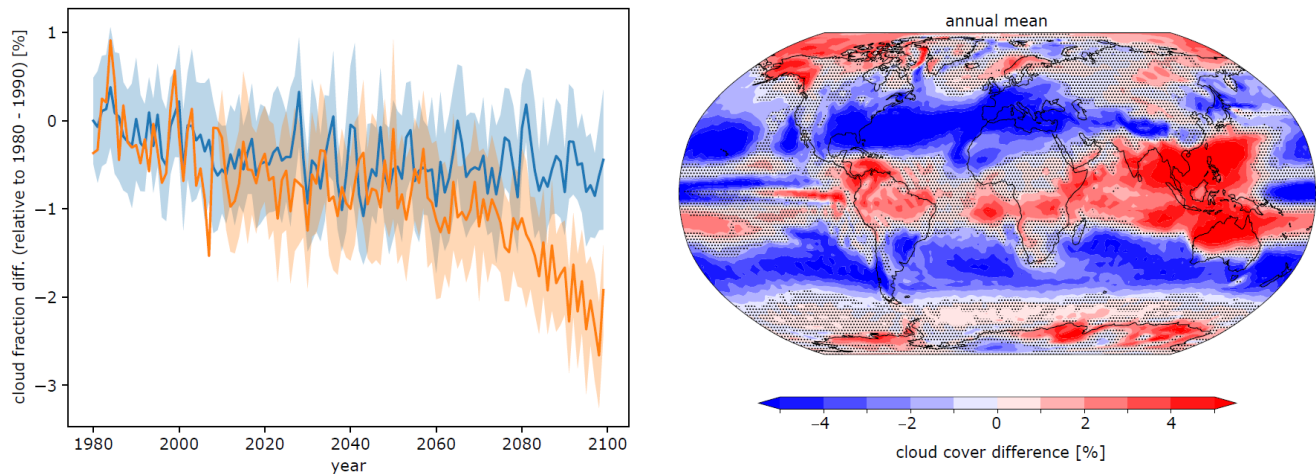 cloud fraction diff. (relative to 1980 - 1990) [%]
1
0
−1
−2
−3
1980 2000 2020 2040 2060 2080 2100
year
annual mean
−4 −2 0 2 4
cloud cover difference [%]